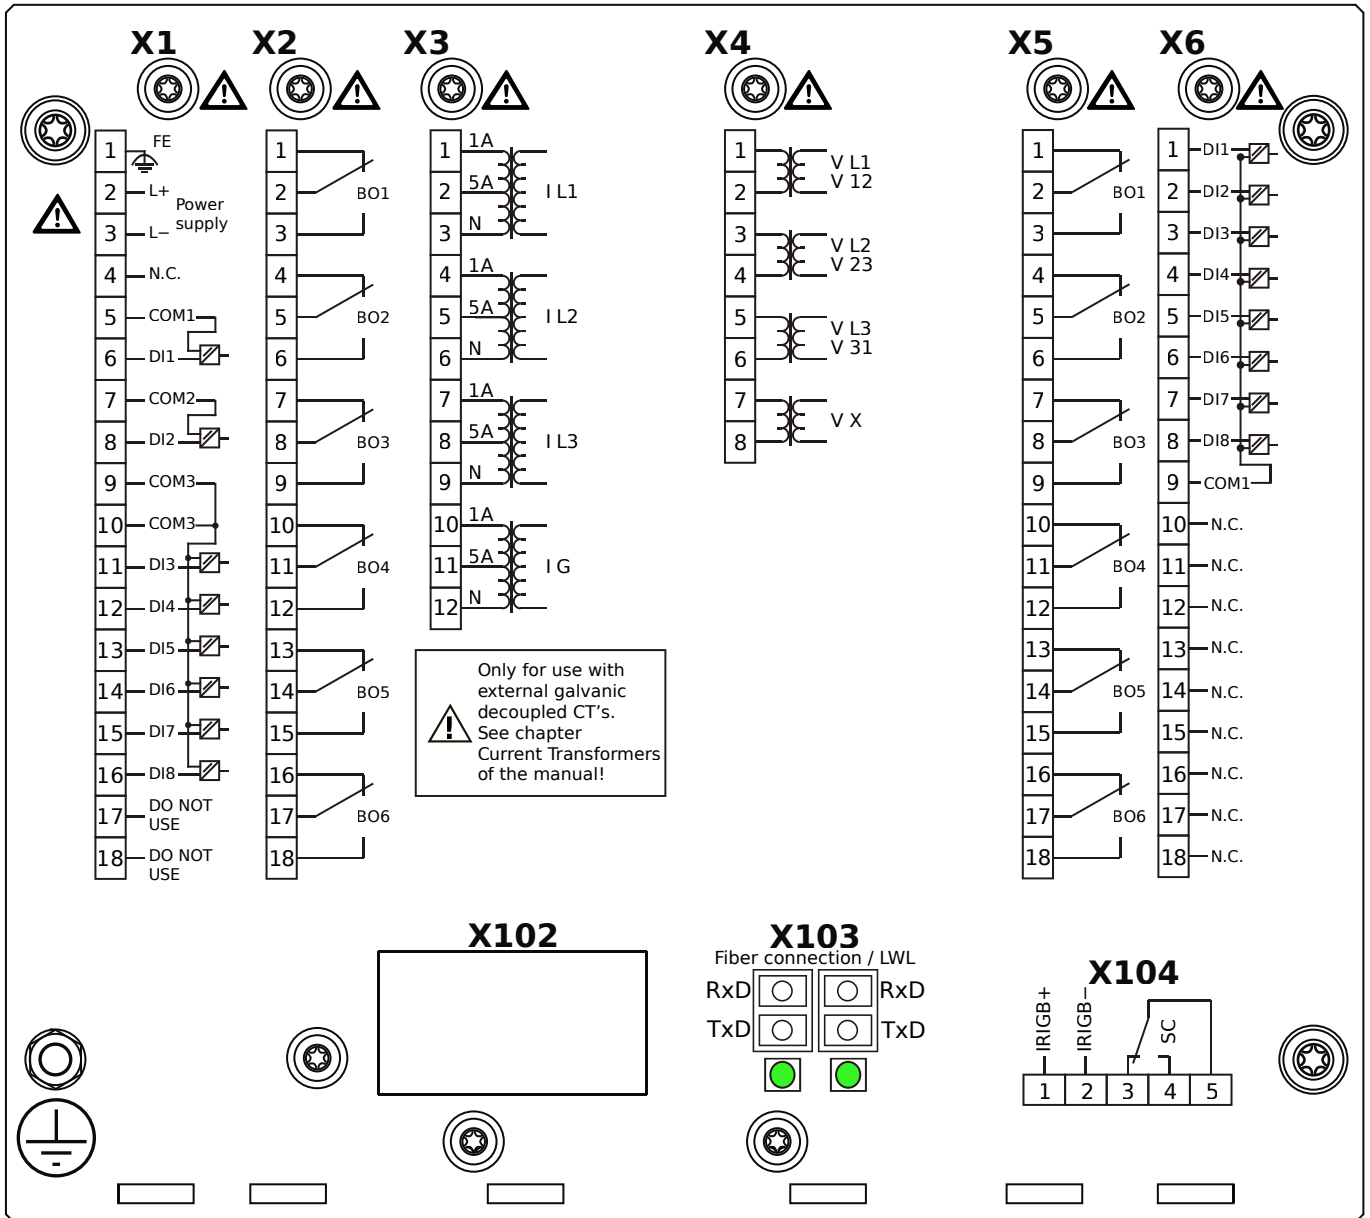 X1
X2
X3
X4
X5
X6
1 FE
2 L+
Power
supply
3 L−
4 N.C.
5 COM1
6 DI1
7 COM2
8 DI2
9 COM3
10 COM3
11 DI3
12 DI4
13 DI5
14 DI6
15 DI7
16 DI8
17 DO NOT
USE
18 DO NOT
USE
1
2 BO1
3
4
5 BO2
6
7
8 BO3
9
10
11 BO4
12
13
14 BO5
15
16
17 BO6
18
1 1A
2 5A I L1
3 N
4 1A
5 5A I L2
6 N
7 1A
8 5A I L3
9 N
10 1A
11 5A I G
12 N
Only for use with
external galvanic
decoupled CT's.
See chapter
Current Transformers
of the manual!
1 V L1
2 V 12
3 V L2
4 V 23
5 V L3
6 V 31
7 V X
8
1
2 BO1
3
4
5 BO2
6
7
8 BO3
9
10
11 BO4
12
13
14 BO5
15
16
17 BO6
18
1 DI1
2 DI2
3 DI3
4 DI4
5 DI5
6 DI6
7 DI7
8 DI8
9 COM1
10 N.C.
11 N.C.
12 N.C.
13 N.C.
14 N.C.
15 N.C.
16 N.C.
17 N.C.
18 N.C.
X102
X103
Fiber connection / LWL
RxD RxD
TxD TxD
X104
IRIGB+
IRIGB−
SC
1 2 3 4 5